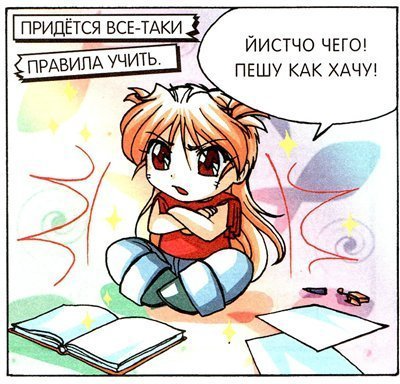 ПРИДЁТСЯ ВСЕ-ТАКИ
ПРАВИЛА УЧИТЬ.
ЙИСТЧО ЧЕГО!
ПЕШУ КАК ХАЧУ!